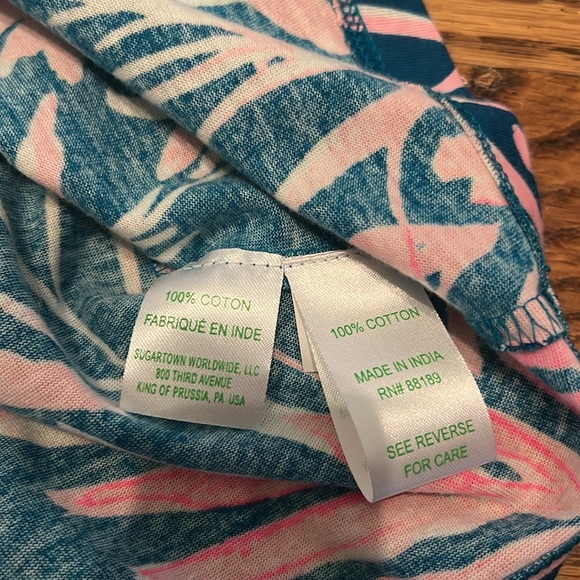 100% COTON
FABRIQUÉ EN INDE
SUGARTOWN WORLDWIDE, LLC
800 THIRD AVENUE
KING OF PRUSSIA, PA USA
100% COTTON
MADE IN INDIA
RN# 88189
SEE REVERSE
FOR CARE